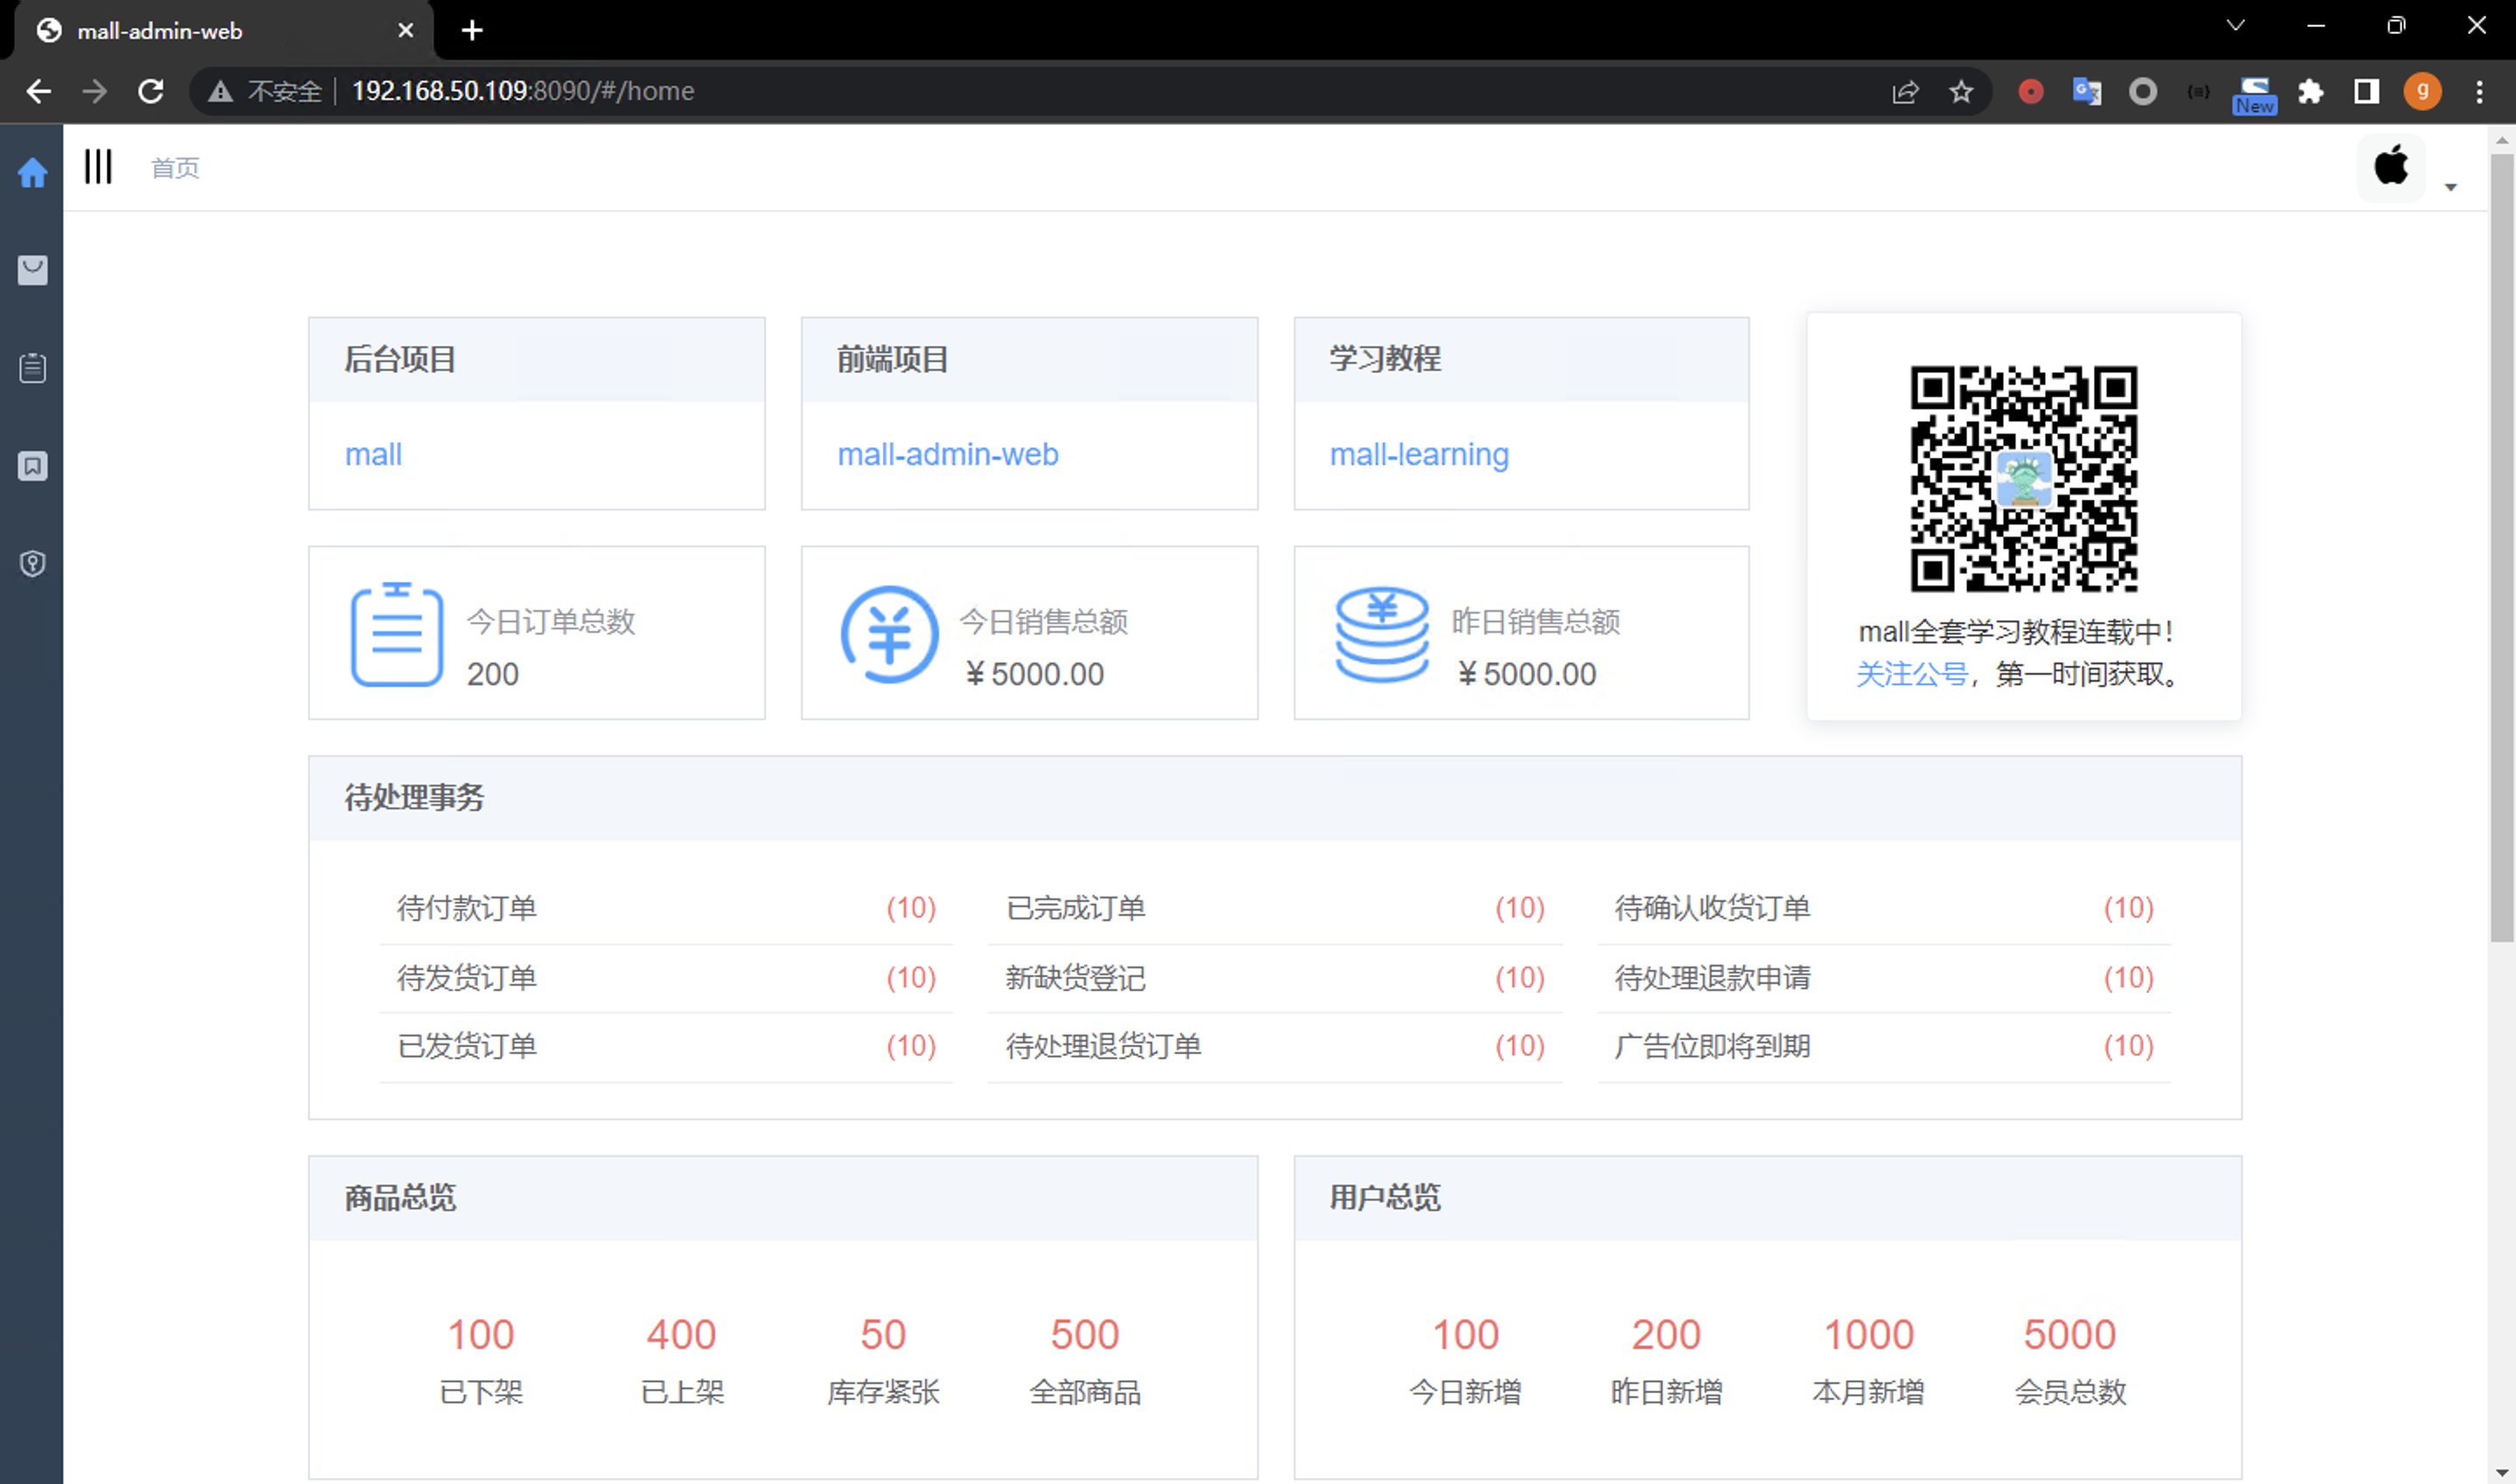 mall-admin-web
不安全 192.168.50.109:8090/#/home
New
g
首页
后台项目
mall
前端项目
mall-admin-web
学习教程
mall-learning
mall全套学习教程连载中!
关注公号，第一时间获取。
今日订单总数
200
今日销售总额
￥5000.00
昨日销售总额
￥5000.00
待处理事务
待付款订单 (10) 已完成订单 (10) 待确认收货订单 (10)
待发货订单 (10) 新缺货登记 (10) 待处理退款申请 (10)
已发货订单 (10) 待处理退货订单 (10) 广告位即将到期 (10)
商品总览
100 400 50 500
已下架 已上架 库存紧张 全部商品
用户总览
100 200 1000 5000
今日新增 昨日新增 本月新增 会员总数